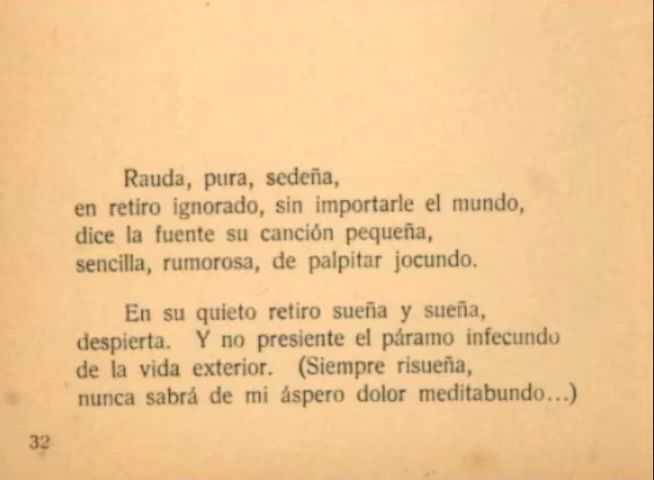 Rauda, pura, sedeña,
en retiro ignorado, sin importarle el mundo,
dice la fuente su canción pequeña,
sencilla, rumorosa, de palpitar jocundo.
En su quieto retiro sueña y sueña,
despierta. Y no presiente el páramo infecundo
de la vida exterior. (Siempre risueña,
nunca sabrá de mi áspero dolor meditabundo...)
32